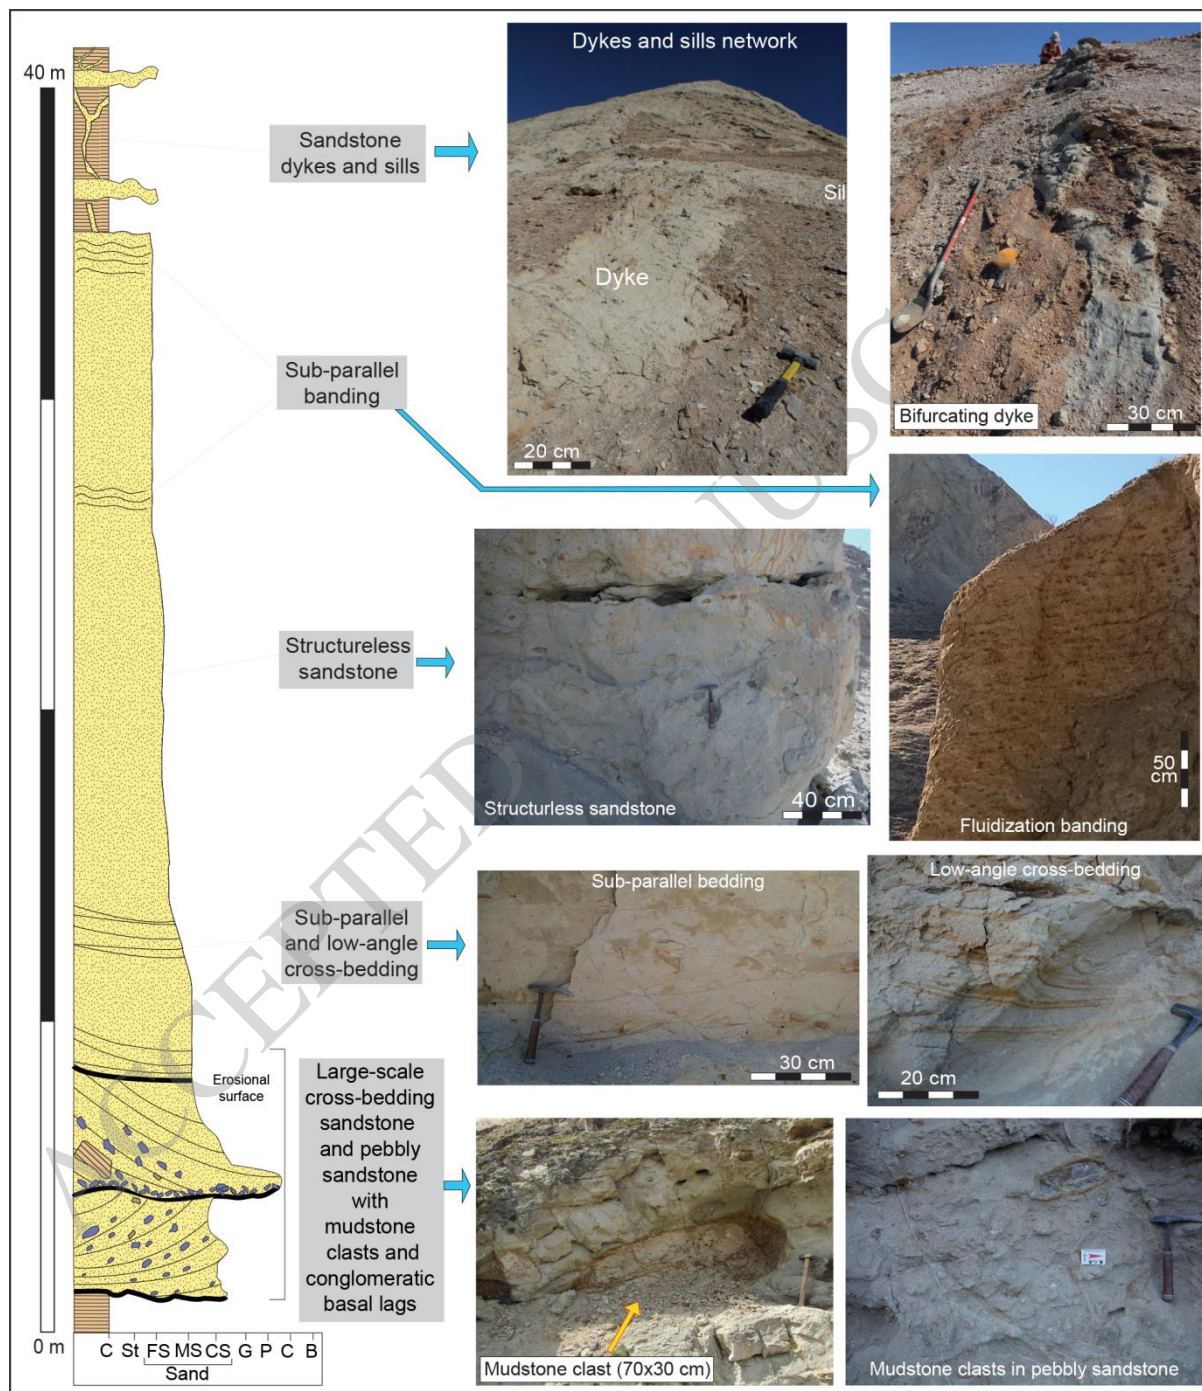 40 m
Sandstone
dykes and sills
Dykes and sills network
Sil
Dyke
20 cm
Bifurcating dyke
30 cm
Sub-parallel
banding
Structureless
sandstone
Structurless sandstone
40 cm
50
cm
Fluidization banding
Sub-parallel
and low-angle
cross-bedding
Sub-parallel bedding
30 cm
Low-angle cross-bedding
20 cm
Erosional
surface
Large-scale
cross-bedding
sandstone
and pebbly
sandstone
with
mudstone
clasts and
conglomeratic
basal lags
Mudstone clast (70x30 cm)
Mudstone clasts in pebbly sandstone
0 m
C St FS MS CS G P C B
Sand
ACCEPTED MANUSC